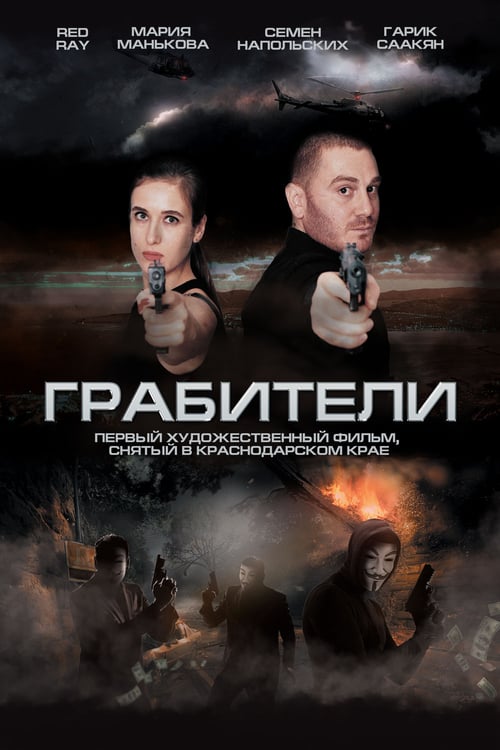 RED RAY
МАРИЯ МАНЬКОВА
СЕМЕН НАПОЛЬСКИХ
ГАРИК СААКЯН
ГРАБИТЕЛИ
ПЕРВЫЙ ХУДОЖЕСТВЕННЫЙ ФИЛЬМ,
СНЯТЫЙ В КРАСНОДАРСКОМ КРАЕ